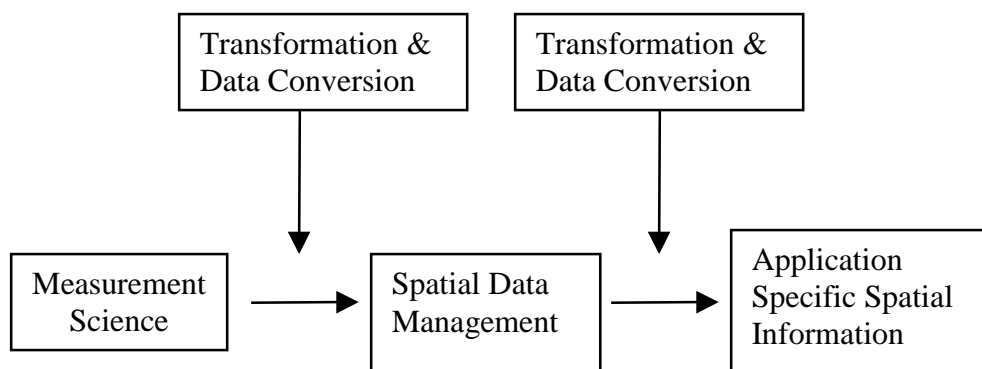 Transformation &
Data Conversion
Transformation &
Data Conversion
Measurement
Science
Spatial Data
Management
Application
Specific Spatial
Information